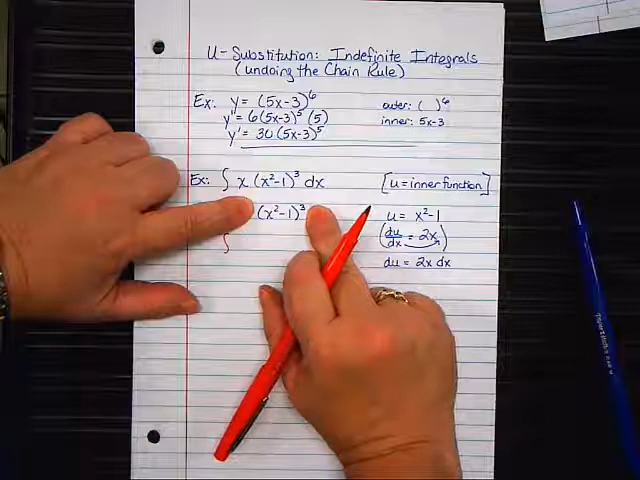 U-Substitution: Indefinite Integrals
(undoing the Chain Rule)
Ex: y = (5x-3)^6
y' = 6(5x-3)^5 (5)
y' = 30(5x-3)^5
outer: ( )^6
inner: 5x-3
Ex: ∫ x (x²-1)³ dx
[u = inner function]
(x²-1)³
∫
u = x²-1
(du/dx = 2x)
du = 2x dx